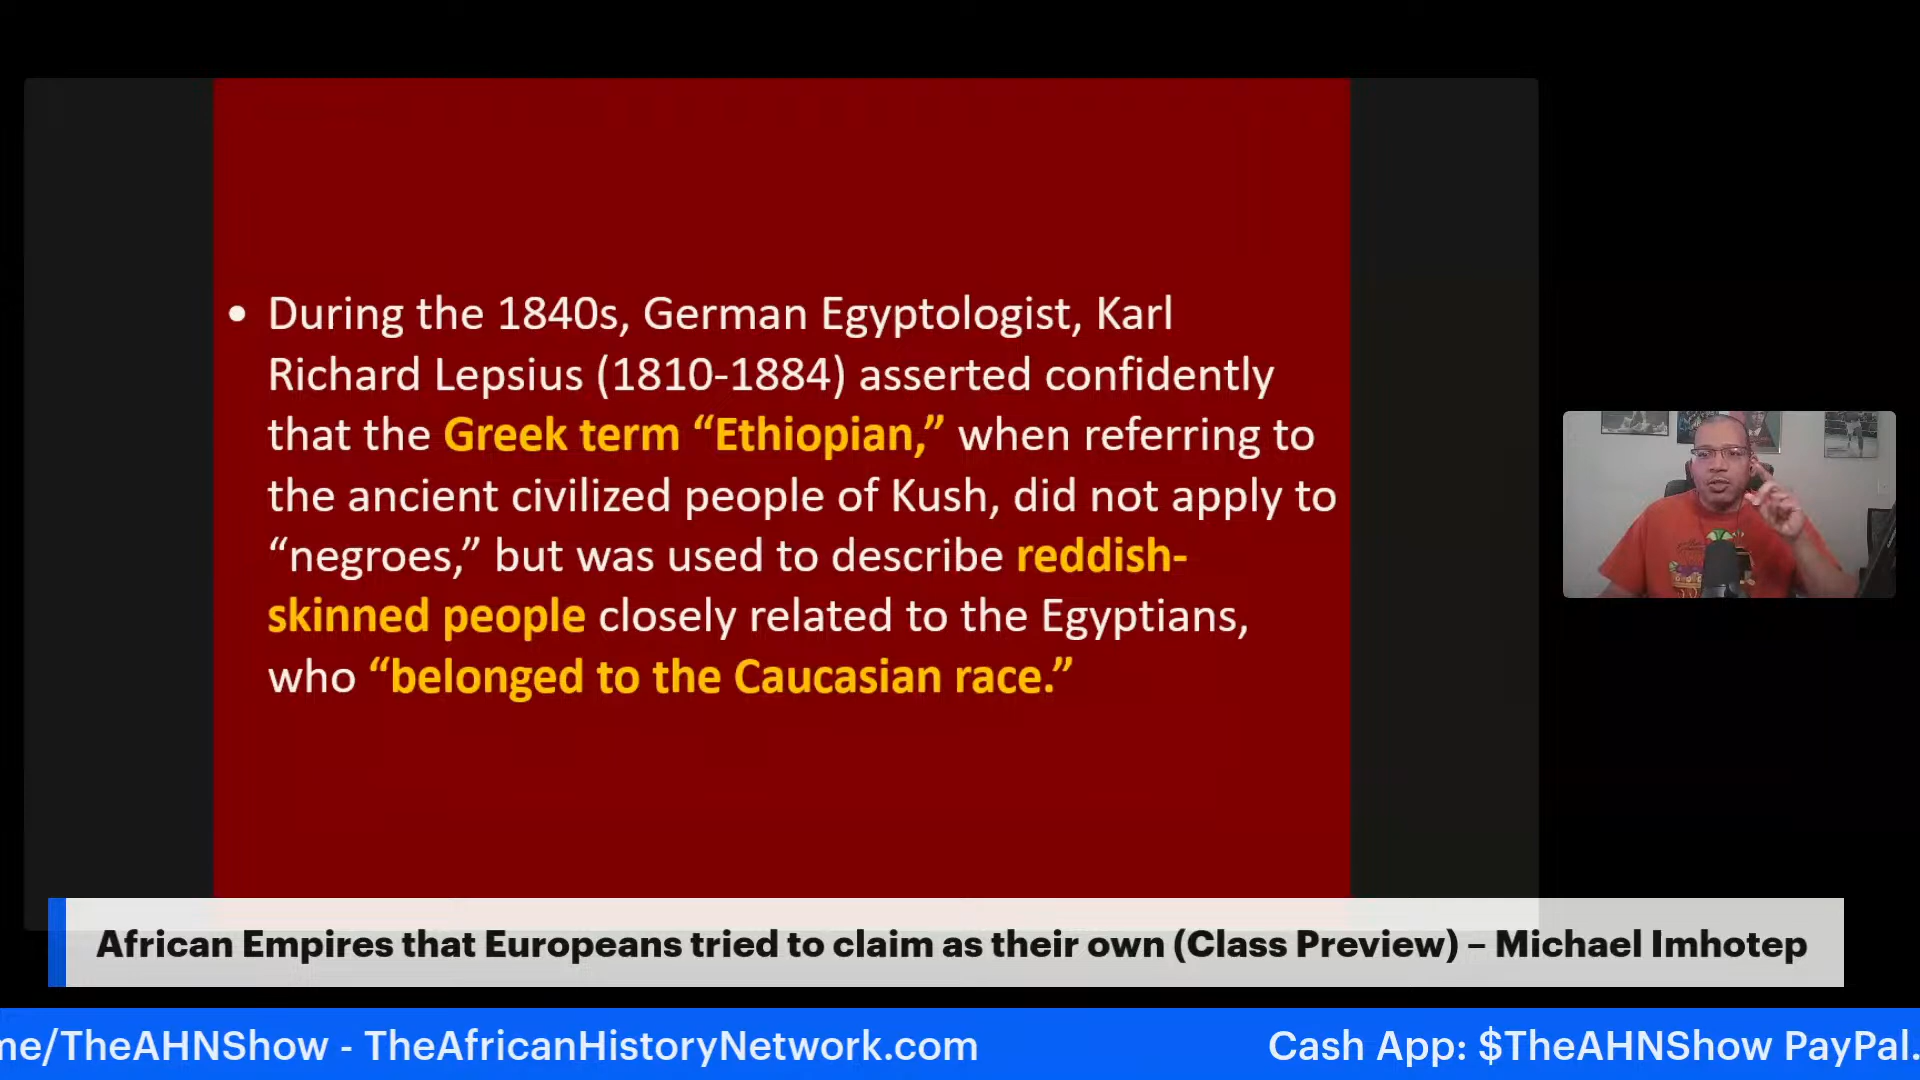 • During the 1840s, German Egyptologist, Karl
Richard Lepsius (1810-1884) asserted confidently
that the Greek term “Ethiopian,” when referring to
the ancient civilized people of Kush, did not apply to
“negroes,” but was used to describe reddish-
skinned people closely related to the Egyptians,
who “belonged to the Caucasian race.”
African Empires that Europeans tried to claim as their own (Class Preview) – Michael Imhotep
me/TheAHNShow - TheAfricanHistoryNetwork.com Cash App: $TheAHNShow PayPal.